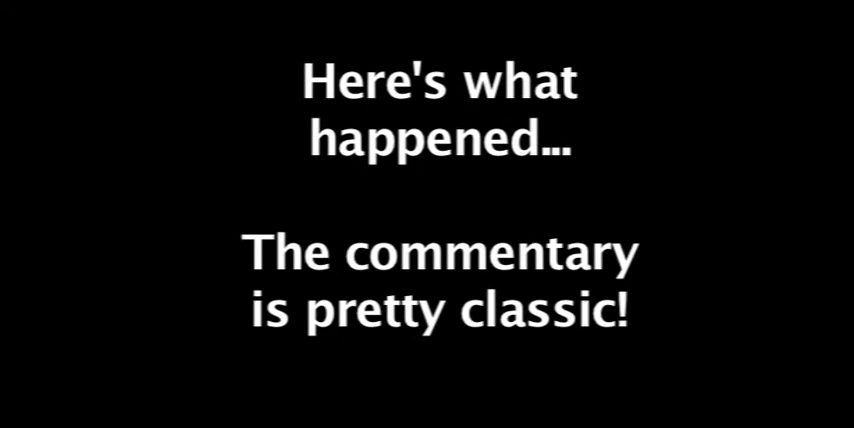 Here's what
happened...
The commentary
is pretty classic!